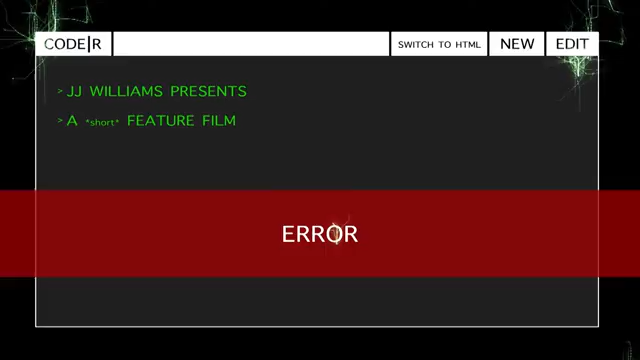 CODE|R
SWITCH TO HTML
NEW
EDIT
> JJ WILLIAMS PRESENTS
> A *short* FEATURE FILM
ERROR